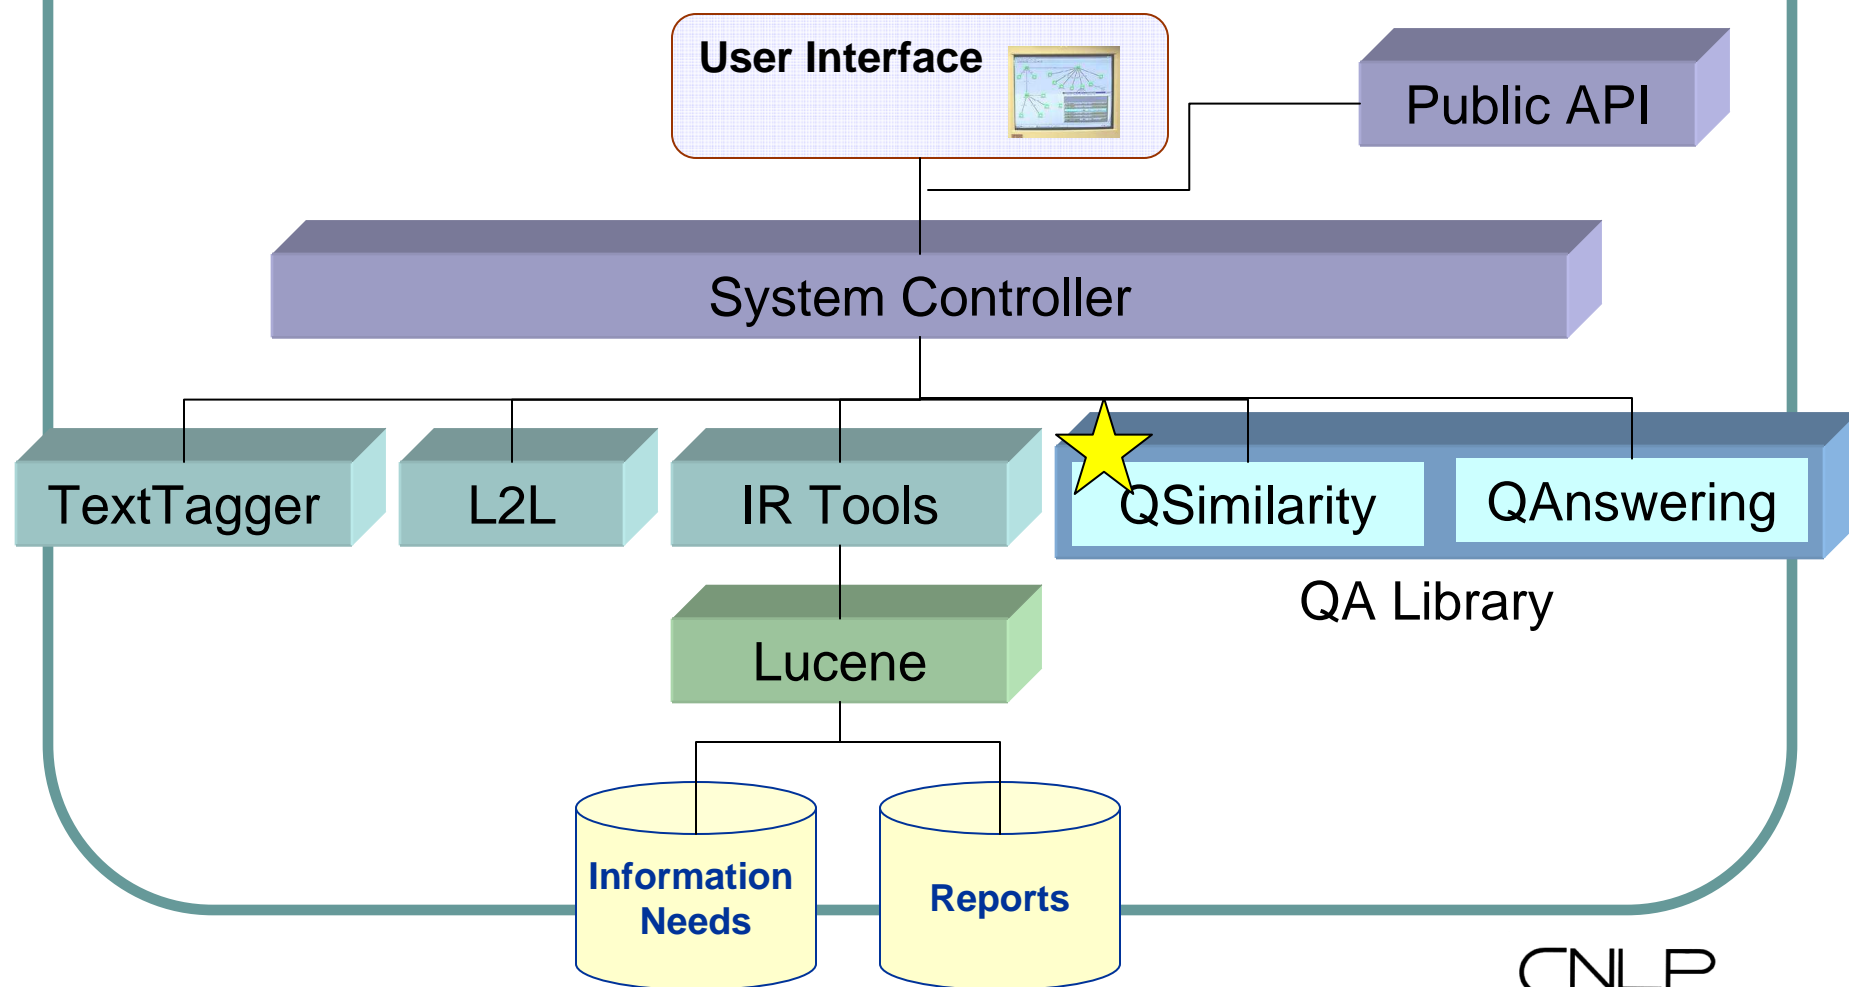 User Interface
Public API
System Controller
TextTagger
L2L
IR Tools
QSimilarity
QAnswering
QA Library
Lucene
Information
Needs
Reports
CNLP